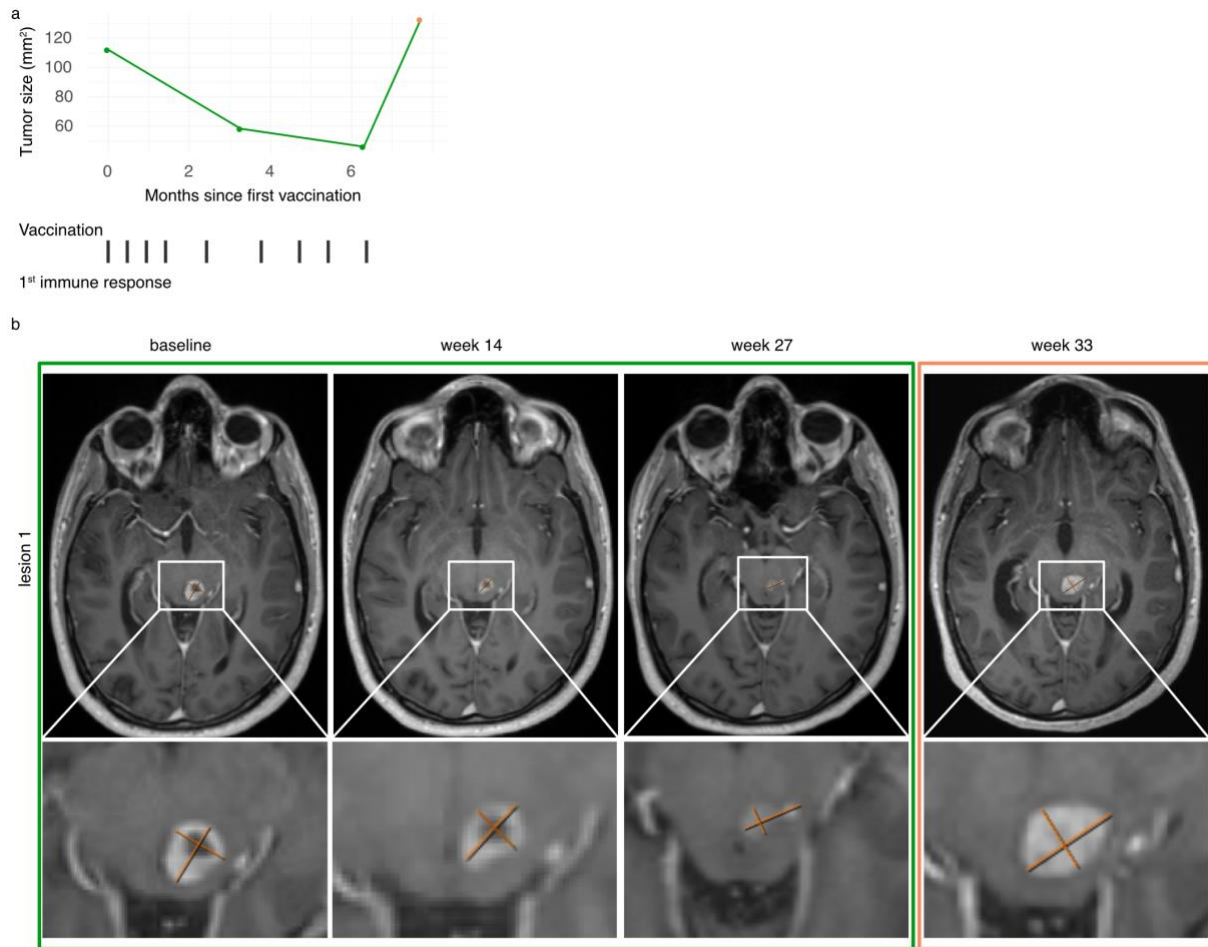 a
Tumor size (mm²)
120
100
80
60
0 2 4 6
Months since first vaccination
Vaccination
1st immune response
b
baseline week 14 week 27 week 33
lesion 1